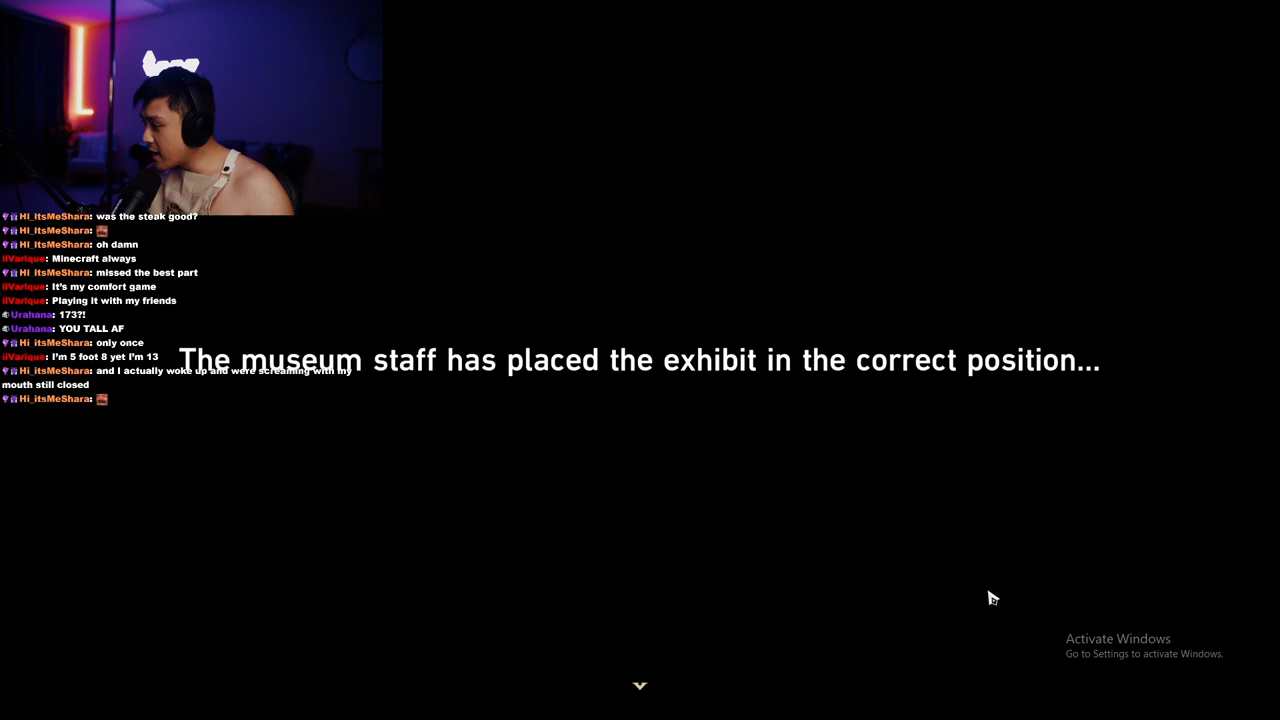 Hi_itsMeShara: was the steak good?
Hi_itsMeShara:
Hi_itsMeShara: oh damn
iiVarique: Minecraft always
Hi_itsMeShara: missed the best part
iiVarique: It's my comfort game
iiVarique: Playing it with my friends
Urahana: 173?!
Urahana: YOU TALL AF
Hi_itsMeShara: only once
iiVarique: I'm 5 foot 8 yet I'm 13
Hi_itsMeShara: and I actually woke up and were screaming with my
mouth still closed
Hi_itsMeShara:
The museum staff has placed the exhibit in the correct position...
Activate Windows
Go to Settings to activate Windows.